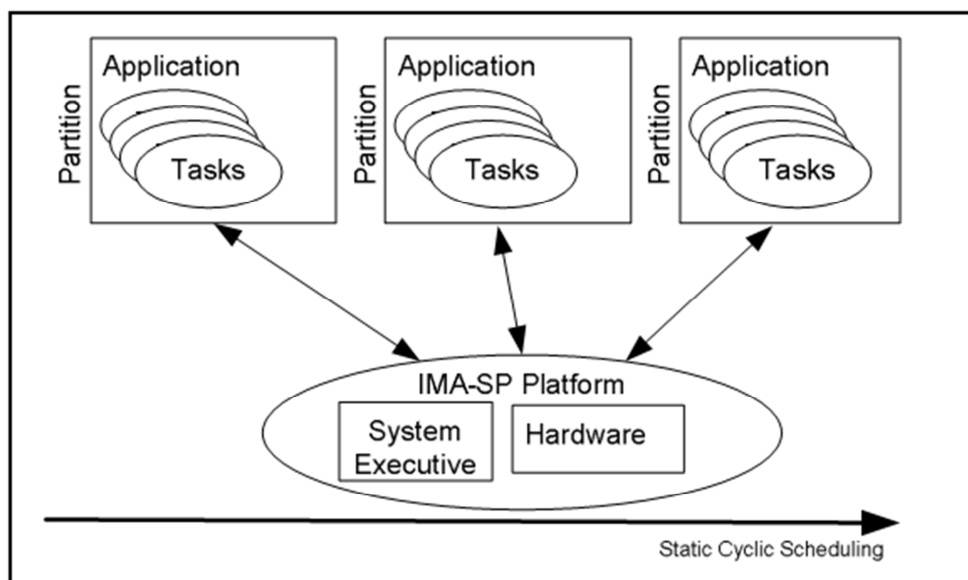 Partition
Application
Tasks
Partition
Application
Tasks
Partition
Application
Tasks
IMA-SP Platform
System
Executive
Hardware
Static Cyclic Scheduling